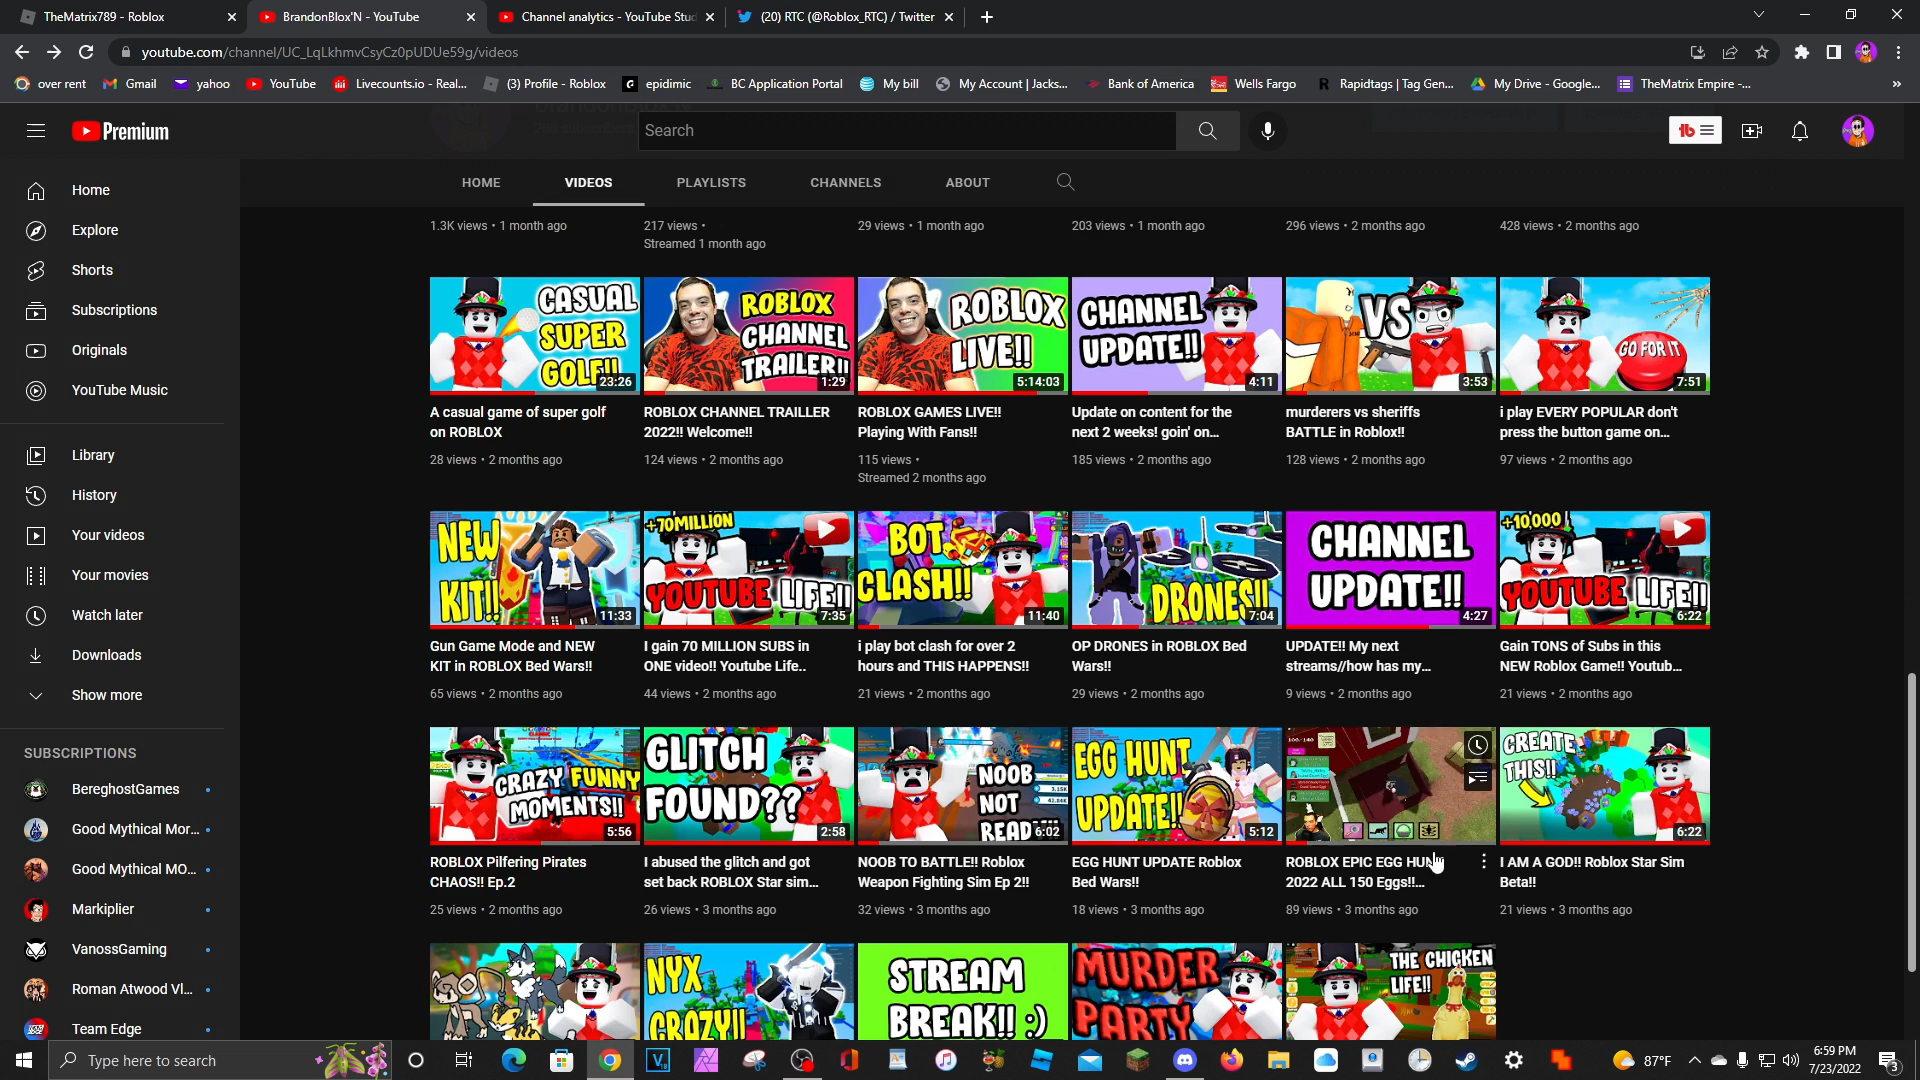 TheMatrix789 - Roblox
BrandonBlox'N - YouTube
Channel analytics - YouTube Stud
(20) RTC (@Roblox_RTC) / Twitter
youtube.com/channel/UC_LqLkhmvCsyCz0pUDUe59g/videos
over rent
Gmail
yahoo
YouTube
Livecounts.io - Real...
(3) Profile - Roblox
epidimic
BC Application Portal
My bill
My Account | Jacks...
Bank of America
Wells Fargo
Rapidtags | Tag Gen...
My Drive - Google...
TheMatrix Empire -...
»
Premium
Search
tb
Home
Explore
Shorts
Subscriptions
Originals
YouTube Music
Library
History
Your videos
Your movies
Watch later
Downloads
Show more
SUBSCRIPTIONS
BereghostGames
Good Mythical Mor...
Good Mythical MO...
Markiplier
VanossGaming
Roman Atwood Vl...
Team Edge
HOME VIDEOS PLAYLISTS CHANNELS ABOUT
1.3K views • 1 month ago
217 views •
Streamed 1 month ago
29 views • 1 month ago
203 views • 1 month ago
296 views • 2 months ago
428 views • 2 months ago
CASUAL
SUPER
GOLF!!
23:26
A casual game of super golf
on ROBLOX
28 views • 2 months ago
ROBLOX
CHANNEL
TRAILER!!
1:29
ROBLOX CHANNEL TRAILLER
2022!! Welcome!!
124 views • 2 months ago
ROBLOX
LIVE!!
5:14:03
ROBLOX GAMES LIVE!!
Playing With Fans!!
115 views •
Streamed 2 months ago
CHANNEL
UPDATE!!
4:11
Update on content for the
next 2 weeks! goin' on...
185 views • 2 months ago
VS
3:53
murderers vs sheriffs
BATTLE in Roblox!!
128 views • 2 months ago
GO FOR IT
7:51
i play EVERY POPULAR don't
press the button game on...
97 views • 2 months ago
NEW
KIT!!
11:33
Gun Game Mode and NEW
KIT in ROBLOX Bed Wars!!
65 views • 2 months ago
+70MILLION
YOUTUBE LIFE!!
7:35
I gain 70 MILLION SUBS in
ONE video!! Youtube Life..
44 views • 2 months ago
BOT
CLASH!!
11:40
i play bot clash for over 2
hours and THIS HAPPENS!!
21 views • 2 months ago
DRONES!!
7:04
OP DRONES in ROBLOX Bed
Wars!!
29 views • 2 months ago
CHANNEL
UPDATE!!
4:27
UPDATE!! My next
streams//how has my...
9 views • 2 months ago
+10,000
YOUTUBE LIFE!!
6:22
Gain TONS of Subs in this
NEW Roblox Game!! Youtub...
21 views • 2 months ago
CRAZY FUNNY
MOMENTS!!
5:56
ROBLOX Pilfering Pirates
CHAOS!! Ep.2
25 views • 2 months ago
GLITCH
FOUND??
2:58
I abused the glitch and got
set back ROBLOX Star sim...
26 views • 3 months ago
NOOB
NOT
READY!!
6:02
NOOB TO BATTLE!! Roblox
Weapon Fighting Sim Ep 2!!
32 views • 3 months ago
EGG HUNT
UPDATE!!
5:12
EGG HUNT UPDATE Roblox
Bed Wars!!
18 views • 3 months ago
ROBLOX EPIC EGG HUNT
2022 ALL 150 Eggs!!...
89 views • 3 months ago
CREATE
THIS!!
6:22
I AM A GOD!! Roblox Star Sim
Beta!!
21 views • 3 months ago
NYX
CRAZY!!
STREAM
BREAK!! :)
MURDER
PARTY
THE CHICKEN
LIFE!!
Type here to search
87°F
6:59 PM
7/23/2022
3